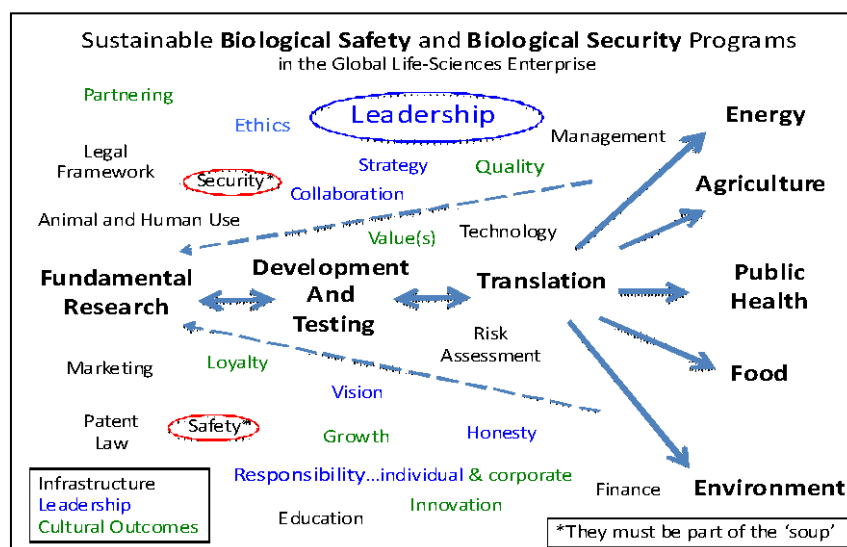 Sustainable Biological Safety and Biological Security Programs
in the Global Life-Sciences Enterprise
Partnering
Ethics
Leadership
Management
Energy
Legal
Framework
Security*
Strategy
Quality
Collaboration
Agriculture
Animal and Human Use
Value(s)
Technology
Fundamental
Research
Development
And
Testing
Translation
Public
Health
Risk
Assessment
Marketing
Loyalty
Vision
Food
Patent
Law
Safety*
Growth
Honesty
Responsibility...individual & corporate
Innovation
Education
Finance
Environment
Infrastructure
Leadership
Cultural Outcomes
*They must be part of the ‘soup’